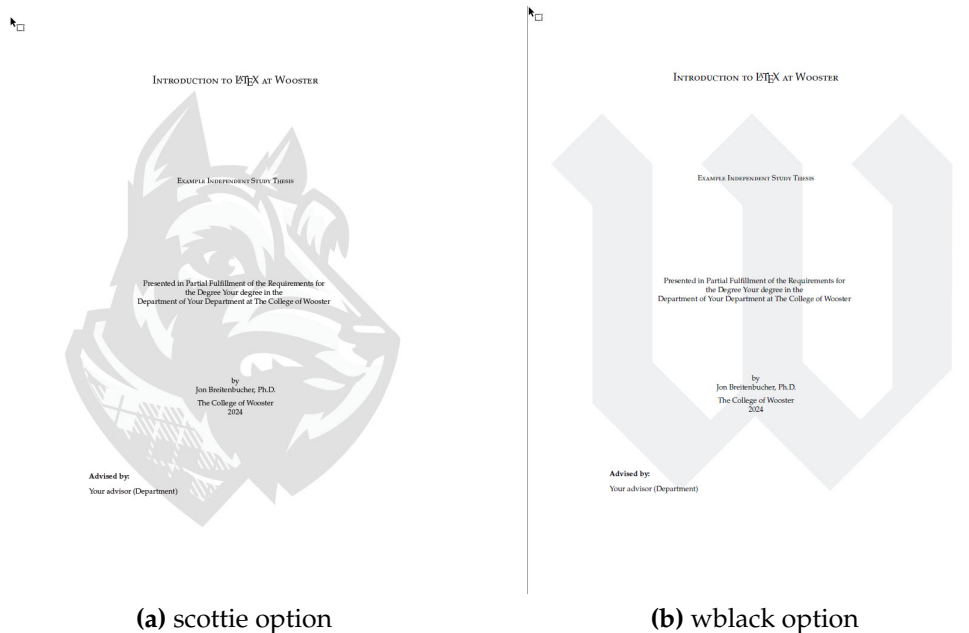 INTRODUCTION TO LATEX AT WOOSTER
EXAMPLE INDEPENDENT STUDY THESIS
Presented in Partial Fulfillment of the Requirements for
the Degree Your degree in the
Department of Your Department at The College of Wooster
by
Jon Breitenbucher, Ph.D.
The College of Wooster
2024
Advised by:
Your advisor (Department)
(a) scottie option
INTRODUCTION TO LATEX AT WOOSTER
EXAMPLE INDEPENDENT STUDY THESIS
Presented in Partial Fulfillment of the Requirements for
the Degree Your degree in the
Department of Your Department at The College of Wooster
by
Jon Breitenbucher, Ph.D.
The College of Wooster
2024
Advised by:
Your advisor (Department)
(b) wblack option